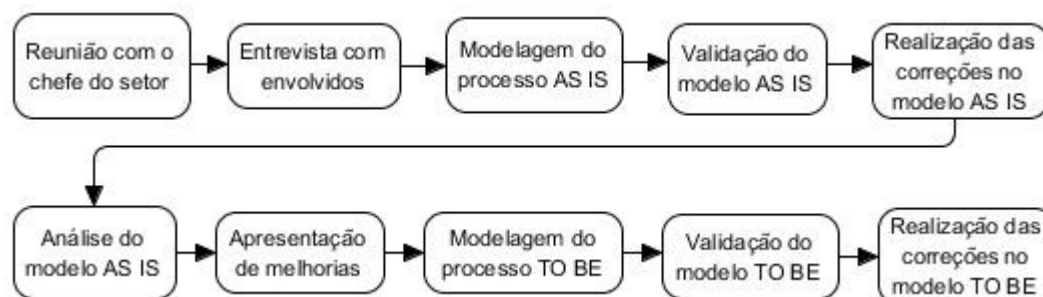 Reunião com o
chefe do setor
Entrevista com
envolvidos
Modelagem do
processo AS IS
Validação do
modelo AS IS
Realização das
correções no
modelo AS IS
Análise do
modelo AS IS
Apresentação
de melhorias
Modelagem do
processo TO BE
Validação do
modelo TO BE
Realização das
correções no
modelo TO BE